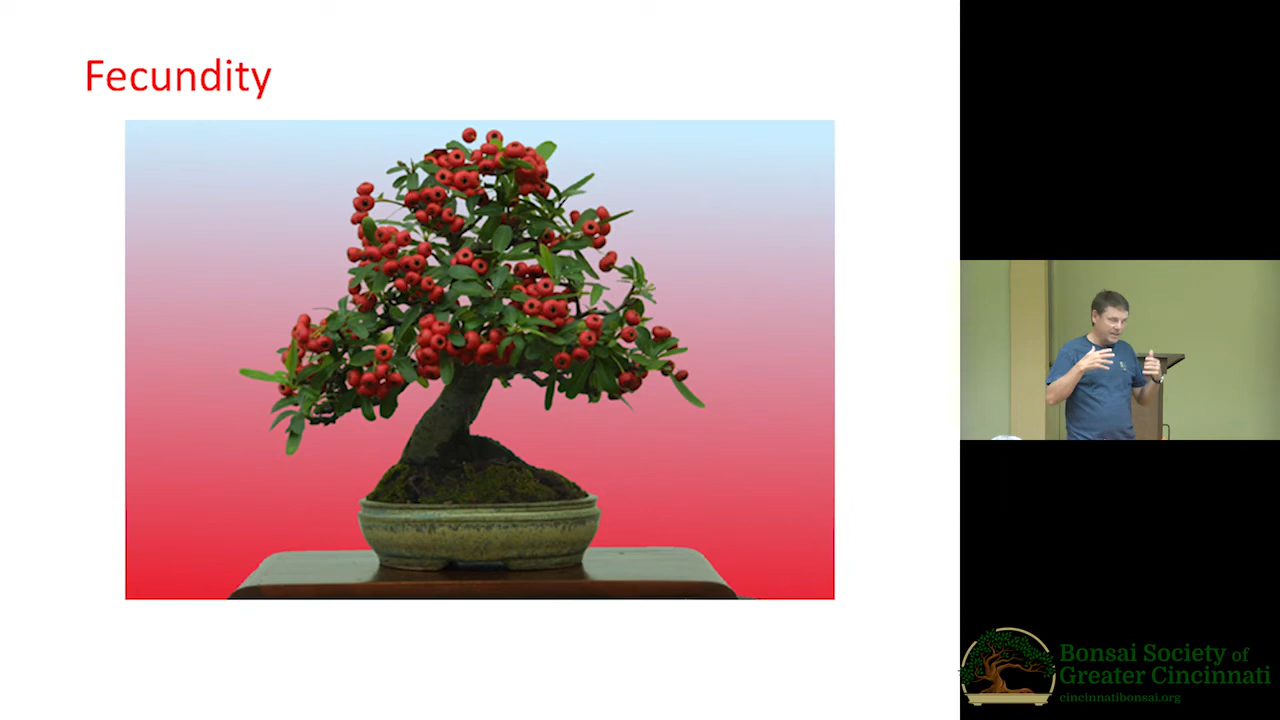 Fecundity
Bonsai Society of
Greater Cincinnati
cincinnatibonsai.org